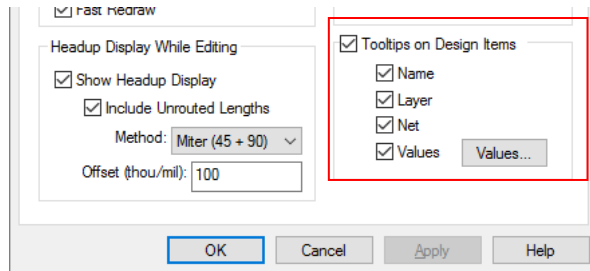 Fast Redraw
Headup Display While Editing
Show Headup Display
Include Unrouted Lengths
Method: Miter (45 + 90)
Offset (thou/mil): 100
Tooltips on Design Items
Name
Layer
Net
Values Values...
OK Cancel Apply Help